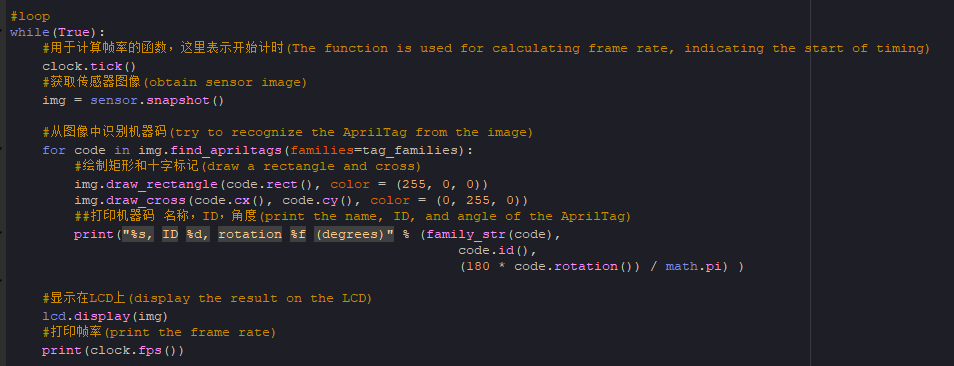 #loop
while(True):
#用于计算帧率的函数，这里表示开始计时(The function is used for calculating frame rate, indicating the start of timing)
clock.tick()
#获取传感器图像(obtain sensor image)
img = sensor.snapshot()
#从图像中识别机器码(try to recognize the AprilTag from the image)
for code in img.find_apriltags(families=tag_families):
#绘制矩形和十字标记(draw a rectangle and cross)
img.draw_rectangle(code.rect(), color = (255, 0, 0))
img.draw_cross(code.cx(), code.cy(), color = (0, 255, 0))
##打印机器码 名称，ID，角度(print the name, ID, and angle of the AprilTag)
print("%s, ID %d, rotation %f (degrees)" % (family_str(code),
code.id(),
(180 * code.rotation()) / math.pi) )
#显示在LCD上(display the result on the LCD)
lcd.display(img)
#打印帧率(print the frame rate)
print(clock.fps())